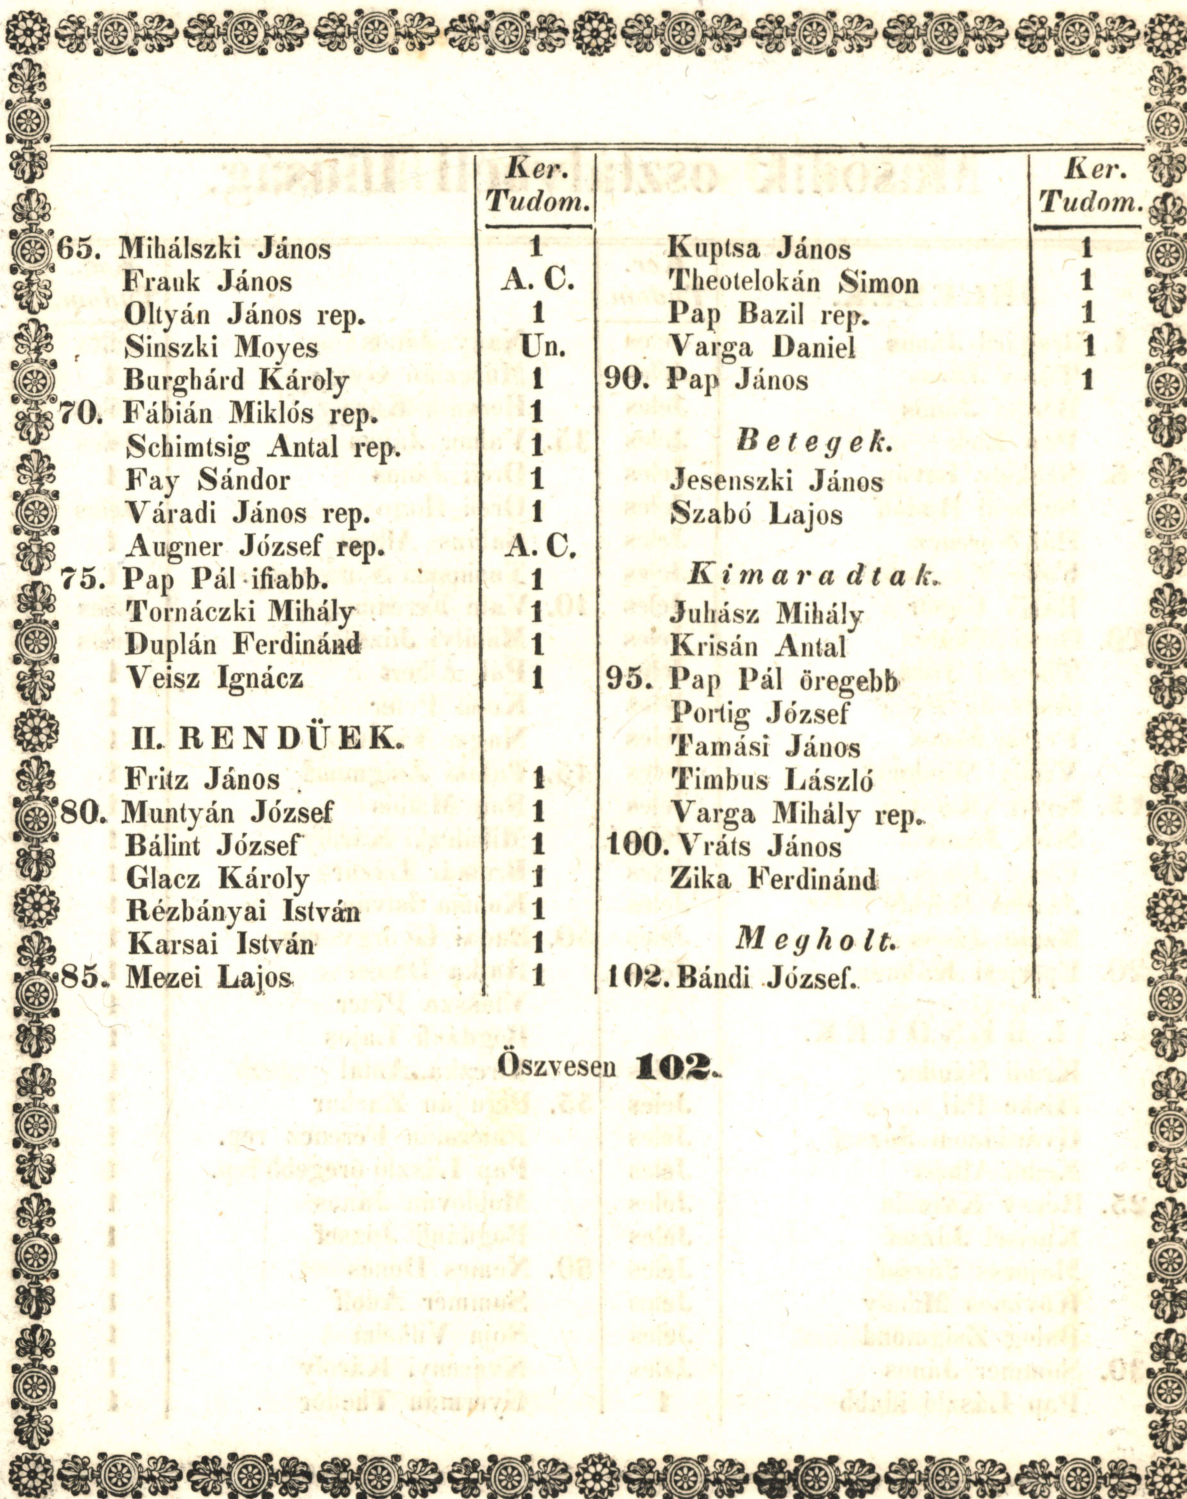 Ker.
Tudom.
65. Mihálszki János 1
Frank János A. C.
Oltyán János rep. 1
Sinszki Moyes Un.
Burghárd Károly 1
70. Fábián Miklós rep. 1
Schimtsig Antal rep. 1
Fay Sándor 1
Váradi János rep. 1
Augner József rep. A. C.
75. Pap Pál ifiabb. 1
Tornáczki Mihály 1
Duplán Ferdinánd 1
Veisz Ignácz 1
II. RENDÜEK.
Fritz János 1
80. Muntyán József 1
Bálint József 1
Glacz Károly 1
Rézbányai István 1
Karsai István 1
85. Mezei Lajos 1
Ker.
Tudom.
Kuptsa János 1
Theotelokán Simon 1
Pap Bazil rep. 1
Varga Daniel 1
90. Pap János 1
Betegek.
Jesenszki János
Szabó Lajos
Kimaradtak.
Juhász Mihály
Krisán Antal
95. Pap Pál öregebb
Portig József
Tamási János
Timbus László
Varga Mihály rep.
100. Vráts János
Zika Ferdinánd
Megholt.
102. Bándi József.
Öszvesen 102.